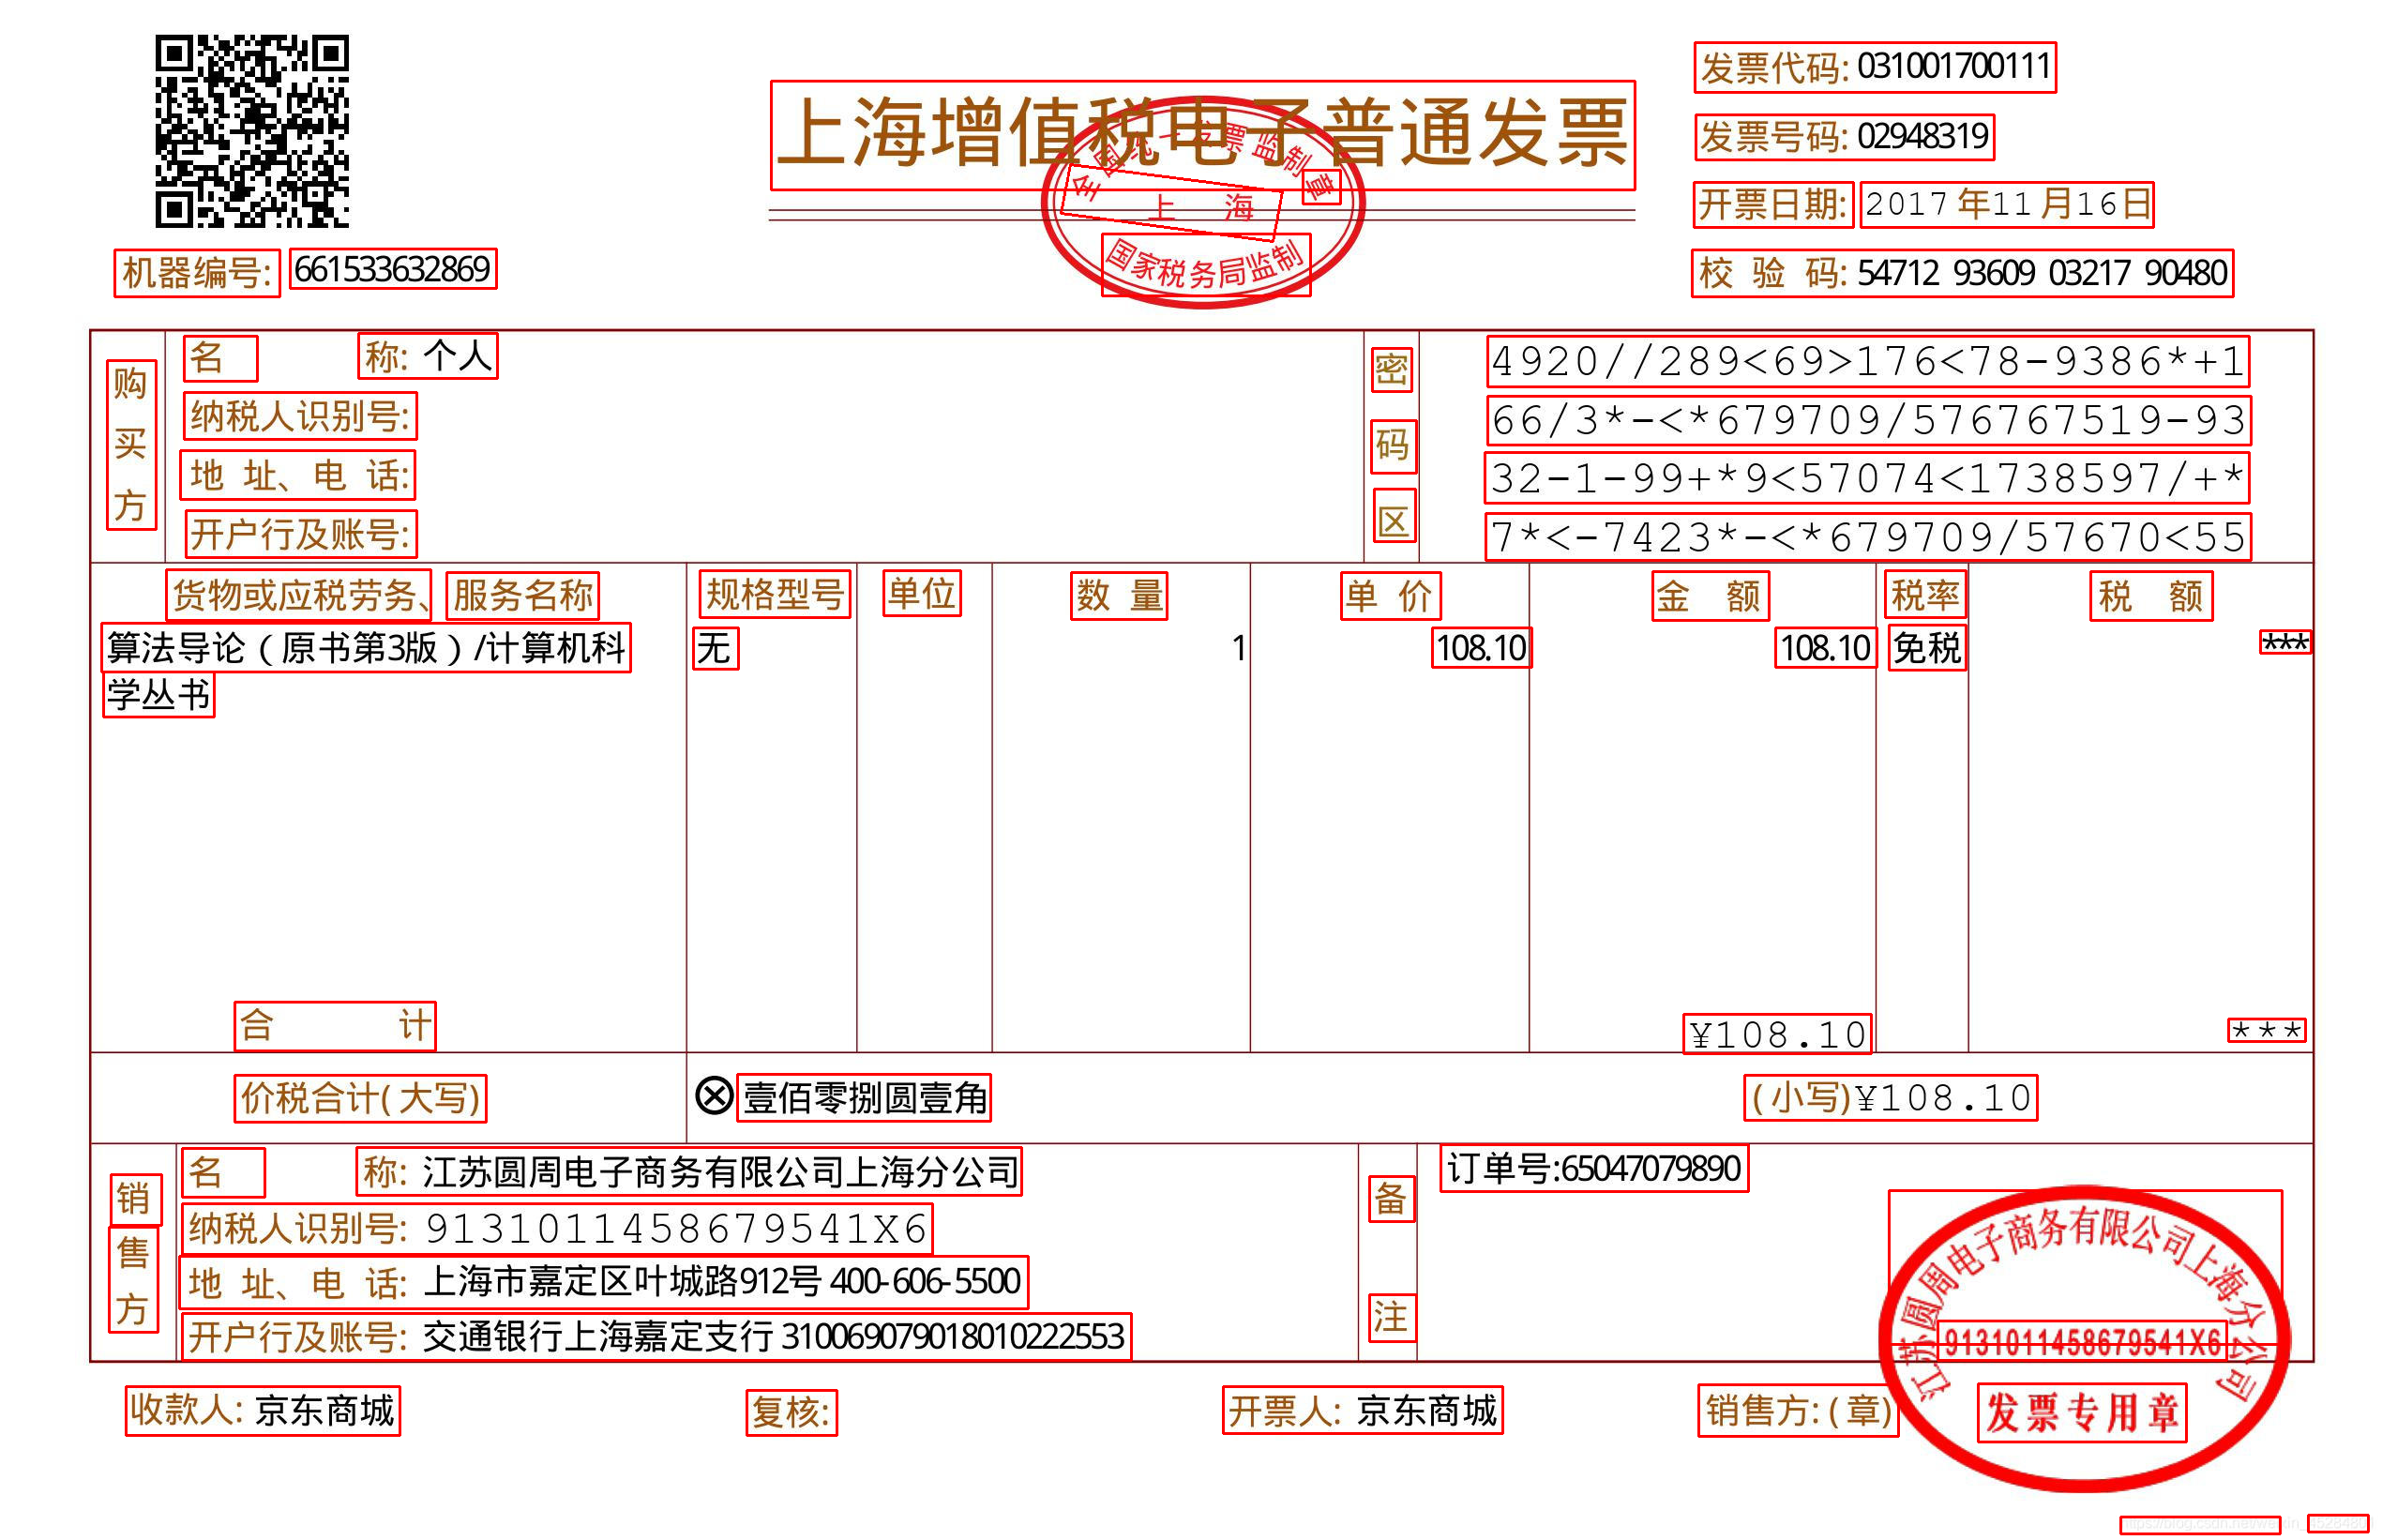 上海增值税电子普通发票
全国统一发票监制章
上 海
国家税务局监制
发票代码: 031001700111
发票号码: 02948319
开票日期: 2017 年11 月16日
校 验 码: 54712 93609 03217 90480
机器编号: 661533632869
购买方
名 称: 个人
纳税人识别号:
地 址、电 话:
开户行及账号:
密码区
4920//289<69>176<78-9386*+1
66/3*-<*679709/576767519-93
32-1-99+*9<57074<1738597/+*
7*<-7423*-<*679709/57670<55
货物或应税劳务、服务名称 规格型号 单位 数 量 单 价 金 额 税率 税 额
算法导论（原书第3版）/计算机科 无 1 108.10 108.10 免税 ***
学丛书
合 计 ¥108.10 ***
价税合计( 大写) ⊗壹佰零捌圆壹角 ( 小写)¥108.10
销售方
名 称: 江苏圆周电子商务有限公司上海分公司
纳税人识别号: 91310114586795​41X6
地 址、电 话: 上海市嘉定区叶城路912号 400-606-5500
开户行及账号: 交通银行上海嘉定支行 310069079018010222553
备注
订单号:65047079890
江苏圆周电子商务有限公司上海分公司
9131011458679541X6
发票专用章
收款人: 京东商城 复核: 开票人: 京东商城 销售方: ( 章)